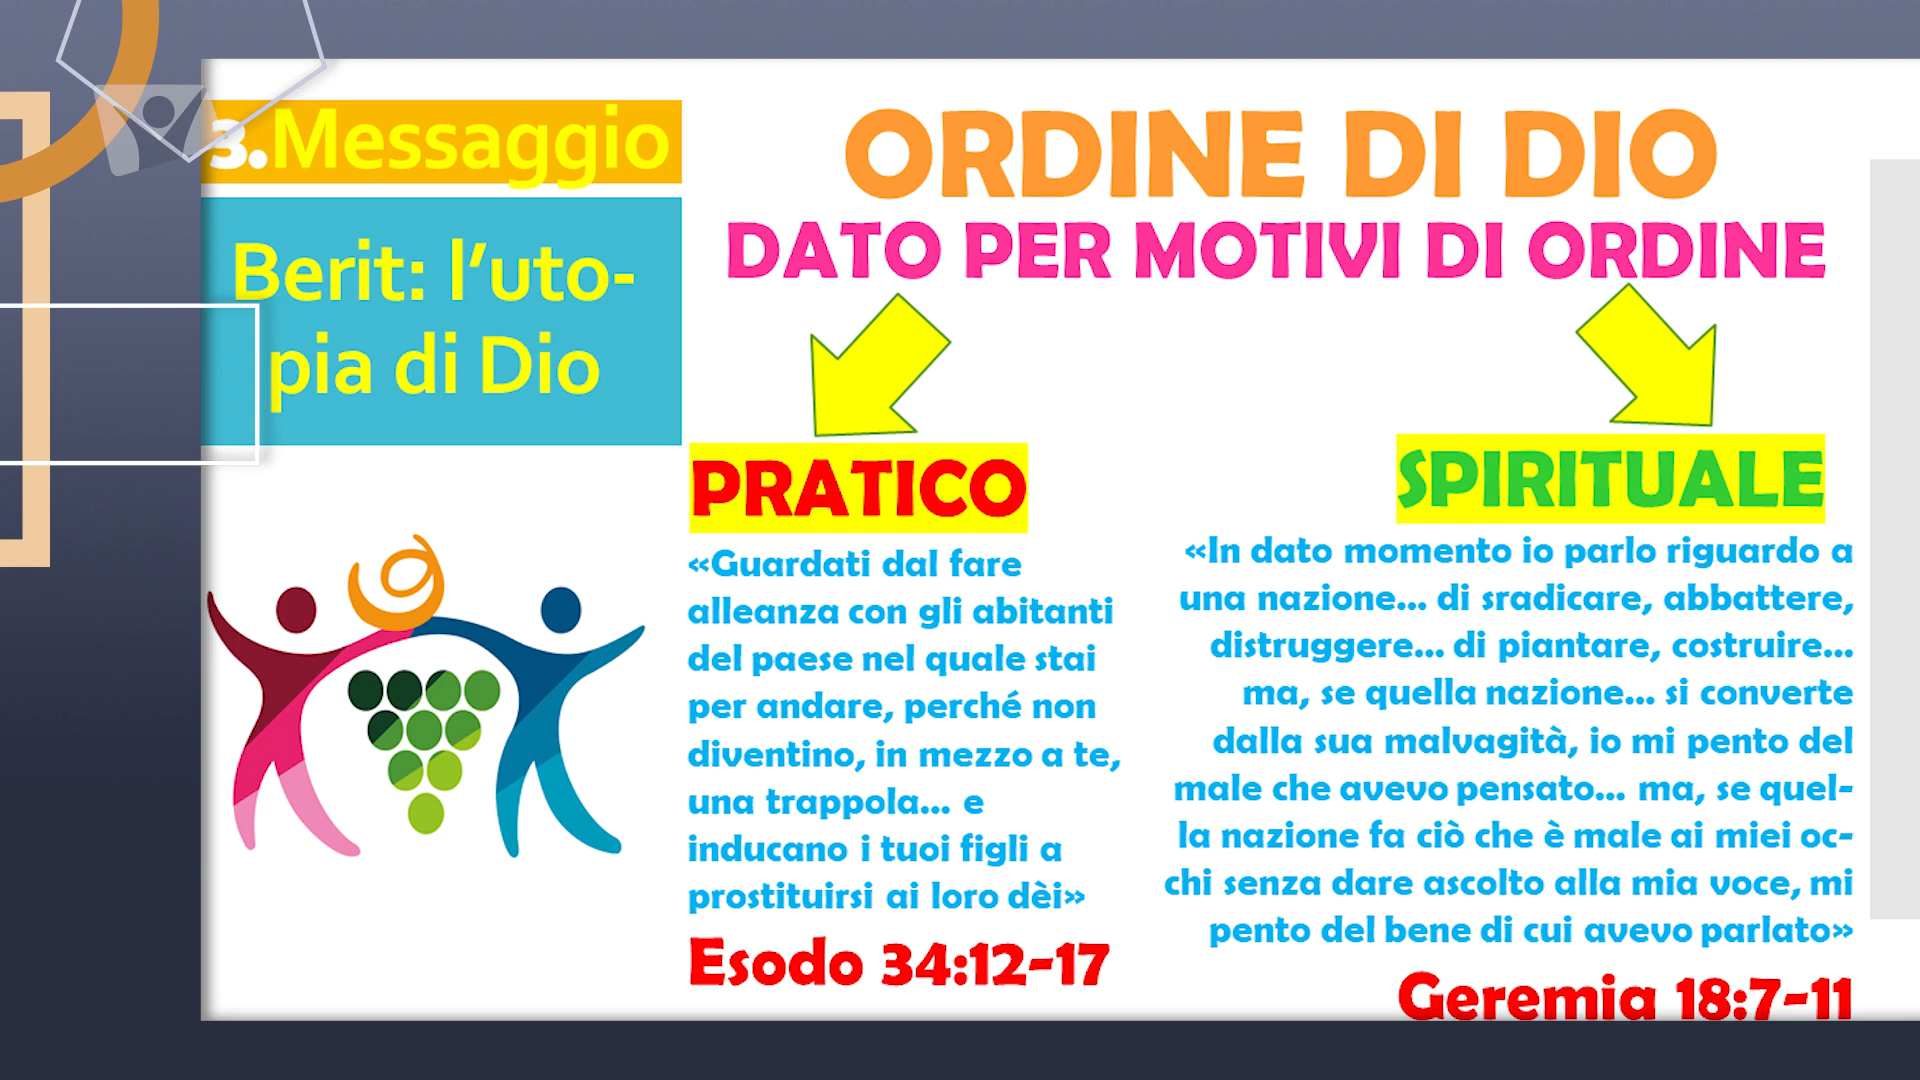 3.Messaggio
Berit: l’uto-
pia di Dio
ORDINE DI DIO
DATO PER MOTIVI DI ORDINE
PRATICO
«Guardati dal fare
alleanza con gli abitanti
del paese nel quale stai
per andare, perché non
diventino, in mezzo a te,
una trappola... e
inducano i tuoi figli a
prostituirsi ai loro dèi»
Esodo 34:12-17
SPIRITUALE
«In dato momento io parlo riguardo a
una nazione... di sradicare, abbattere,
distruggere... di piantare, costruire...
ma, se quella nazione... si converte
dalla sua malvagità, io mi pento del
male che avevo pensato... ma, se quel-
la nazione fa ciò che è male ai miei oc-
chi senza dare ascolto alla mia voce, mi
pento del bene di cui avevo parlato»
Geremia 18:7-11